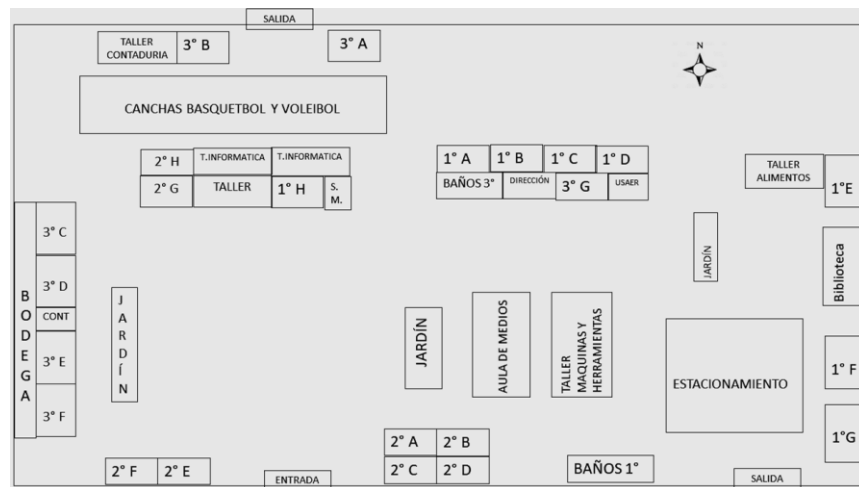 SALIDA
TALLER
CONTADURIA
3° B
3° A
N
CANCHAS BASQUETBOL Y VOLEIBOL
2° H
T.INFORMATICA
T.INFORMATICA
1° A
1° B
1° C
1° D
2° G
TALLER
1° H
S.
M.
BAÑOS 3°
DIRECCIÓN
3° G
USAER
TALLER
ALIMENTOS
1°E
BODEGA
3° C
3° D
CONT
3° E
3° F
JARDÍN
JARDÍN
AULA DE MEDIOS
TALLER
MAQUINAS Y
HERRAMIENTAS
JARDÍN
Biblioteca
ESTACIONAMIENTO
1° F
1°G
2° A
2° B
2° C
2° D
2° F
2° E
ENTRADA
BAÑOS 1°
SALIDA